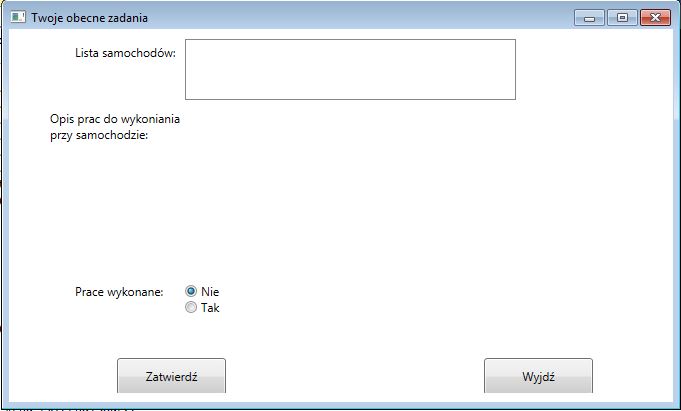 Twoje obecne zadania
Lista samochodów:
Opis prac do wykoniania
przy samochodzie:
Prace wykonane:
Nie
Tak
Zatwierdź
Wyjdź